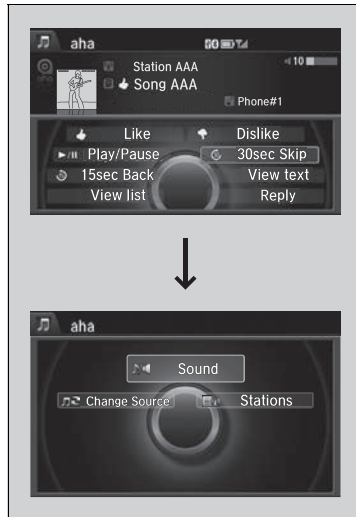 aha
Station AAA
10
Song AAA
Phone#1
Like Dislike
Play/Pause 30sec Skip
15sec Back View text
View list Reply
aha
Sound
Change Source Stations